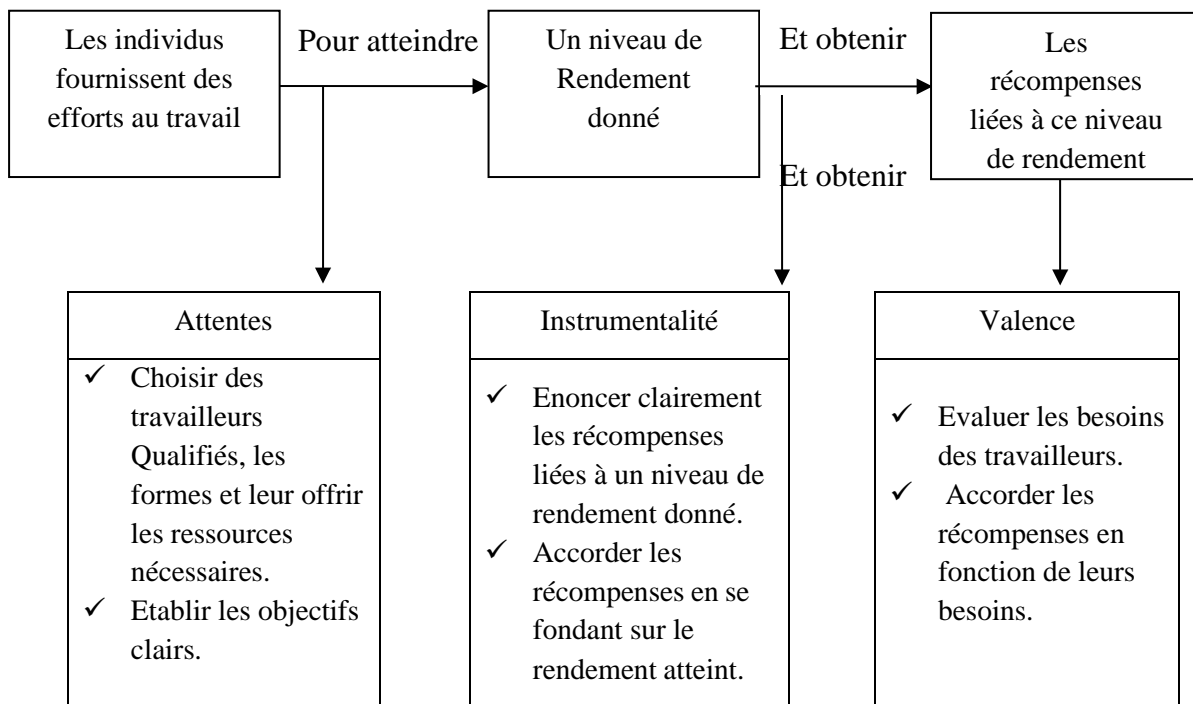 Les individus
fournissent des
efforts au travail
Pour atteindre
Un niveau de
Rendement
donné
Et obtenir
Les
récompenses
liées à ce niveau
de rendement
Et obtenir
Attentes
✓ Choisir des
travailleurs
Qualifiés, les
formes et leur offrir
les ressources
nécessaires.
✓ Etablir les objectifs
clairs.
Instrumentalité
✓ Enoncer clairement
les récompenses
liées à un niveau de
rendement donné.
✓ Accorder les
récompenses en se
fondant sur le
rendement atteint.
Valence
✓ Evaluer les besoins
des travailleurs.
✓ Accorder les
récompenses en
fonction de leurs
besoins.